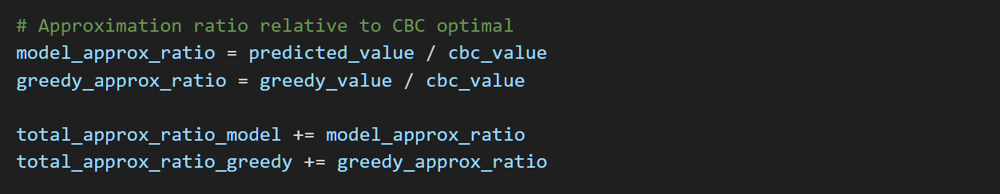 # Approximation ratio relative to CBC optimal
model_approx_ratio = predicted_value / cbc_value
greedy_approx_ratio = greedy_value / cbc_value
total_approx_ratio_model += model_approx_ratio
total_approx_ratio_greedy += greedy_approx_ratio